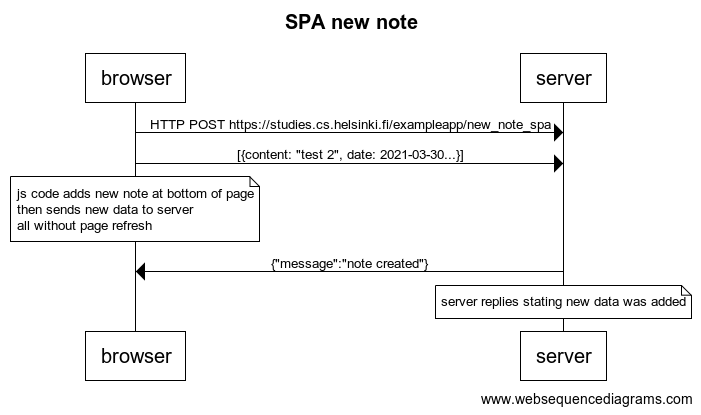 SPA new note
browser
server
HTTP POST https://studies.cs.helsinki.fi/exampleapp/new_note_spa
[{content: "test 2", date: 2021-03-30...}]
js code adds new note at bottom of page
then sends new data to server
all without page refresh
{"message":"note created"}
server replies stating new data was added
browser
server
www.websequencediagrams.com